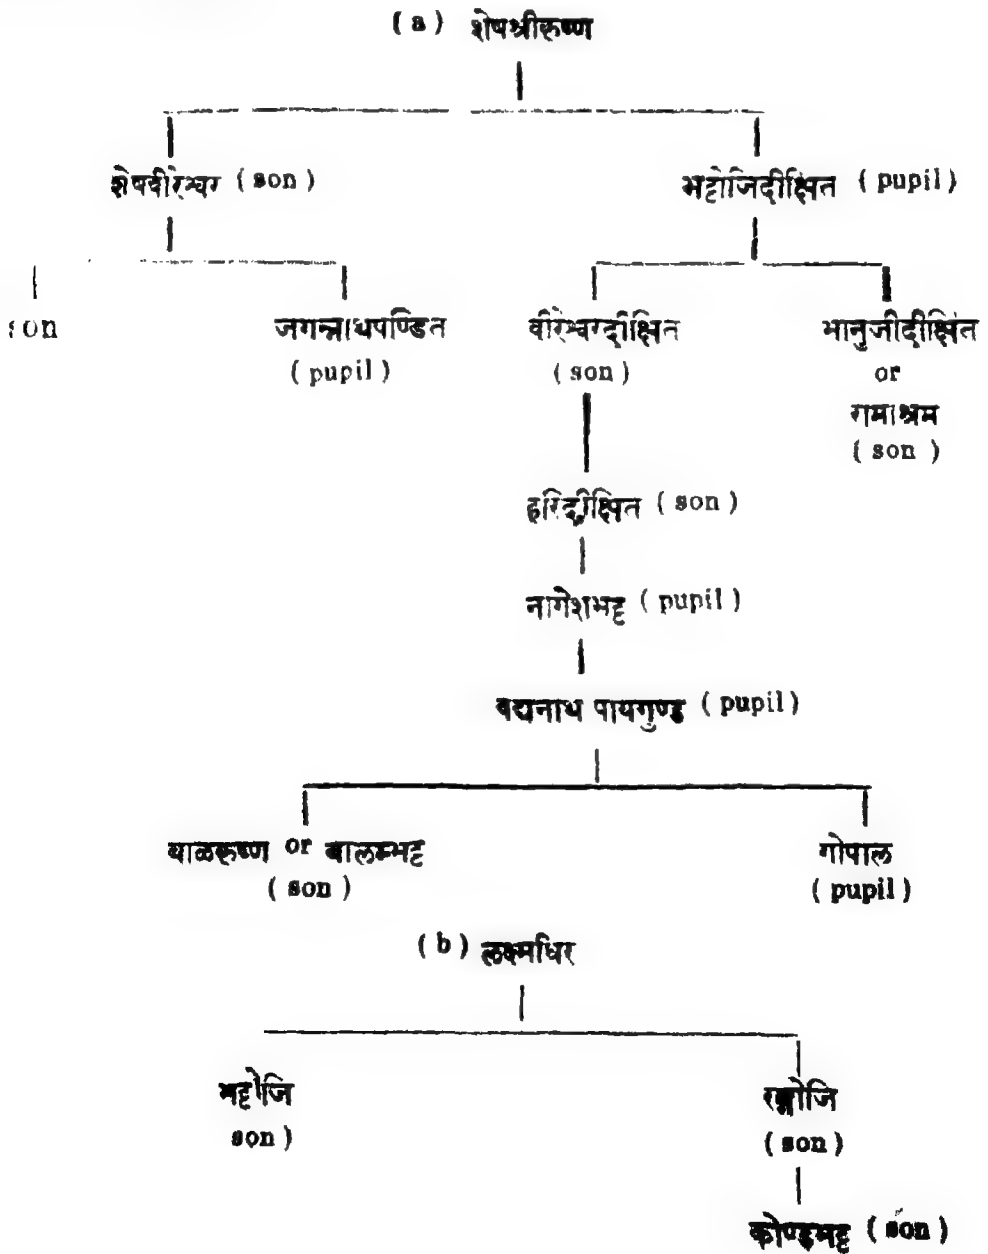 (a) शेषश्रीकृष्ण
शेषवीरेश्वर (son) भट्टोजिदीक्षित (pupil)
son जगन्नाथपण्डित वीरेश्वरदीक्षित भानुजीदीक्षित
(pupil) (son) or
रामाश्रम
(son)
हरिदीक्षित (son)
नागेशभट्ट (pupil)
वैद्यनाथ पायगुण्ड (pupil)
बाळकृष्ण or बालम्भट्ट गोपाल
(son) (pupil)
(b) लक्ष्मीधर
भट्टोजि रङ्गोजि
son) (son)
कोण्डभट्ट (son)